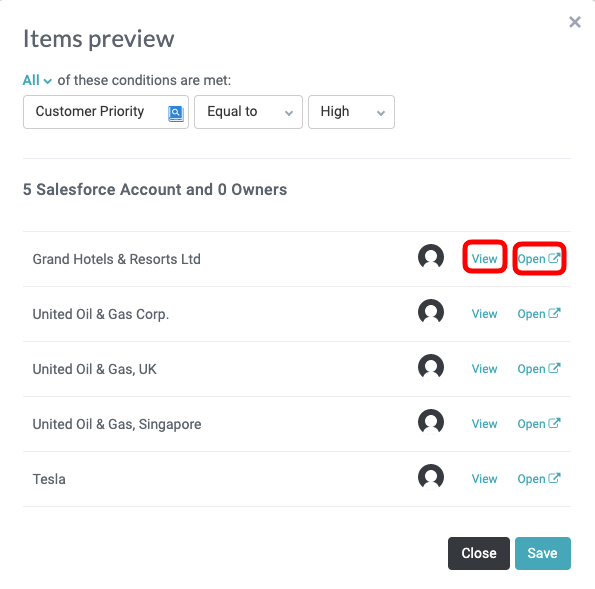 Items preview
All of these conditions are met:
Customer Priority Equal to High
5 Salesforce Account and 0 Owners
Grand Hotels & Resorts Ltd View Open
United Oil & Gas Corp. View Open
United Oil & Gas, UK View Open
United Oil & Gas, Singapore View Open
Tesla View Open
Close Save